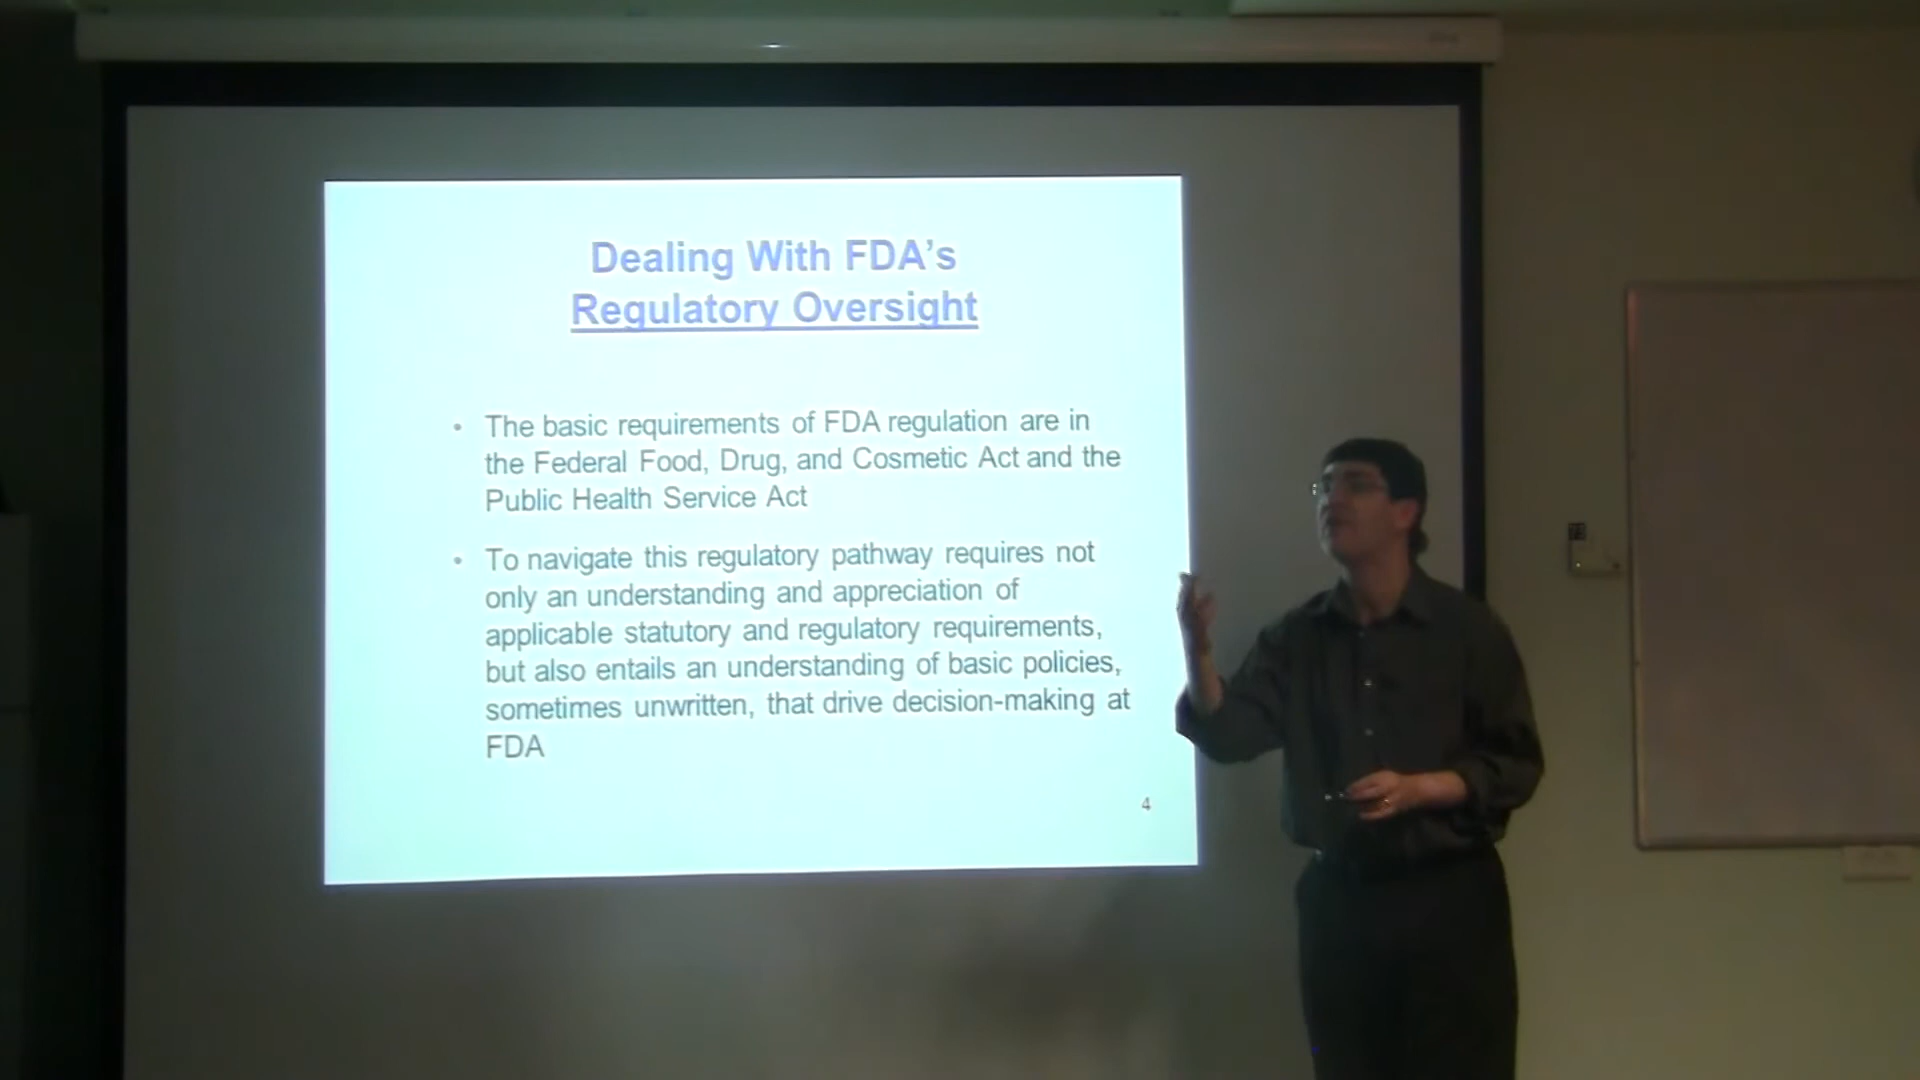 Dealing With FDA's
Regulatory Oversight
• The basic requirements of FDA regulation are in
the Federal Food, Drug, and Cosmetic Act and the
Public Health Service Act
• To navigate this regulatory pathway requires not
only an understanding and appreciation of
applicable statutory and regulatory requirements,
but also entails an understanding of basic policies,
sometimes unwritten, that drive decision-making at
FDA
4